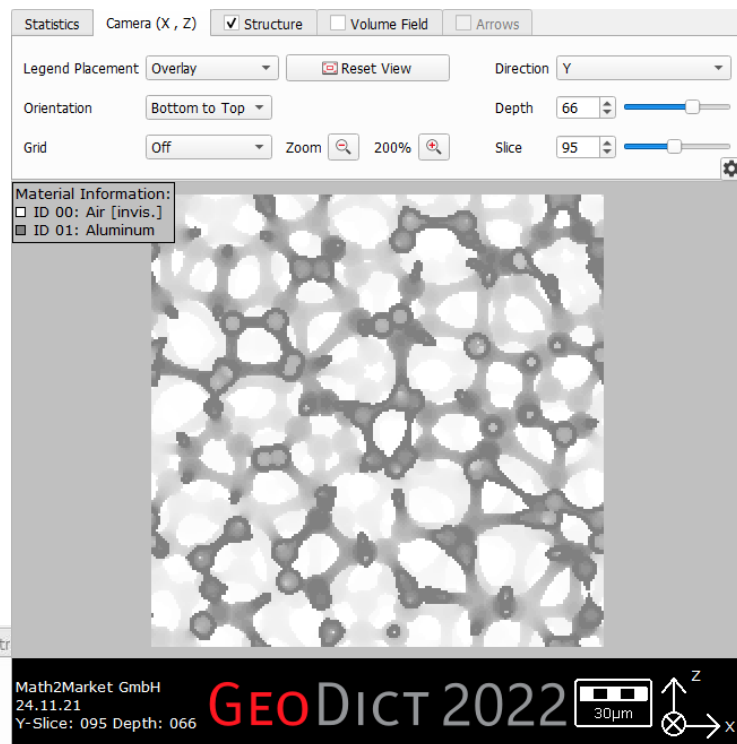 Statistics Camera (X , Z) Structure Volume Field Arrows
Legend Placement Overlay Reset View Direction Y
Orientation Bottom to Top Depth 66
Grid Off Zoom 200% Slice 95
Material Information:
ID 00: Air [invis.]
ID 01: Aluminum
tr
Math2Market GmbH
24.11.21
Y-Slice: 095 Depth: 066
GEODICT 2022
30µm
Z
X